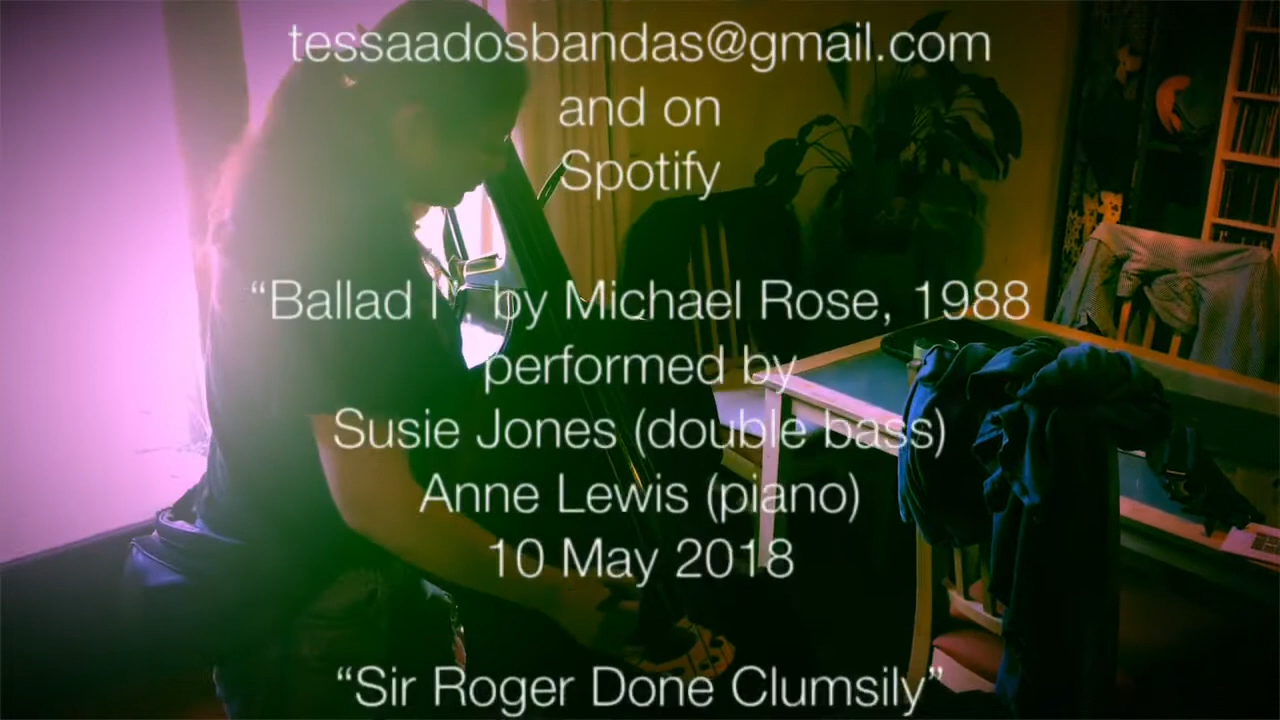 tessaadosbandas@gmail.com
and on
Spotify
“Ballad I”, by Michael Rose, 1988
performed by
Susie Jones (double bass)
Anne Lewis (piano)
10 May 2018
“Sir Roger Done Clumsily”